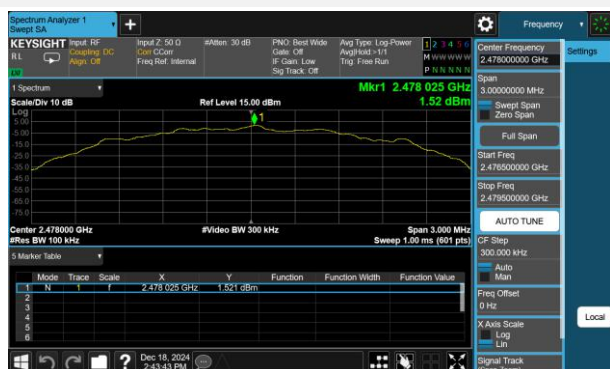 Spectrum Analyzer 1
Swept SA
+
Frequency
KEYSIGHT
RL
Input: RF
Coupling: DC
Align: Off
Input Z: 50 Ω
Corr CCorr
Freq Ref: Internal
#Atten: 30 dB
PNO: Best Wide
Gate: Off
IF Gain: Low
Sig Track: Off
Avg Type: Log-Power
Avg|Hold:>1/1
Trig: Free Run
1 2 3 4 5 6
M W W W W W
P N N N N N
1 Spectrum
Scale/Div 10 dB
Log
Ref Level 15.00 dBm
Mkr1 2.478 025 GHz
1.52 dBm
1
5.00
-5.00
-15.0
-25.0
-35.0
-45.0
-55.0
-65.0
-75.0
Center 2.478000 GHz
#Res BW 100 kHz
#Video BW 300 kHz
Span 3.000 MHz
Sweep 1.00 ms (601 pts)
5 Marker Table
Mode Trace Scale X Y Function Function Width Function Value
1 N 1 f 2.478 025 GHz 1.521 dBm
2
3
4
5
6
Dec 18, 2024
2:43:43 PM
Center Frequency
2.478000000 GHz
Span
3.00000000 MHz
Swept Span
Zero Span
Full Span
Start Freq
2.476500000 GHz
Stop Freq
2.479500000 GHz
AUTO TUNE
CF Step
300.000 kHz
Auto
Man
Freq Offset
0 Hz
X Axis Scale
Log
Lin
Signal Track
Settings
Local